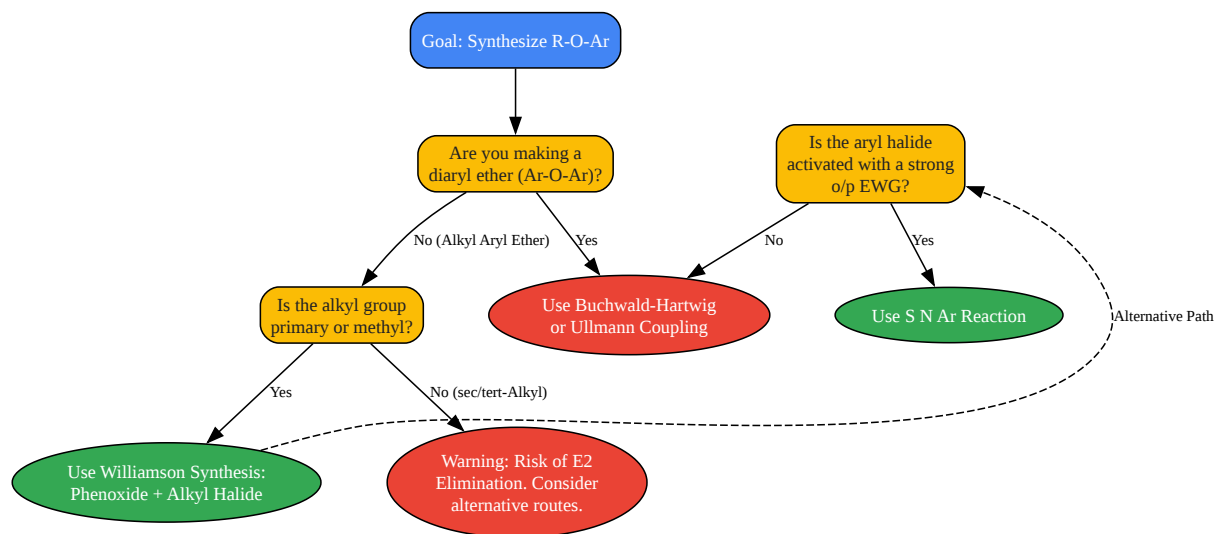 Goal: Synthesize R-O-Ar
Are you making a
diaryl ether (Ar-O-Ar)?
Is the aryl halide
activated with a strong
o/p EWG?
No (Alkyl Aryl Ether)
Yes
No
Yes
Is the alkyl group
primary or methyl?
Use Buchwald-Hartwig
or Ullmann Coupling
Use S N Ar Reaction
Alternative Path
Yes
No (sec/tert-Alkyl)
Use Williamson Synthesis:
Phenoxide + Alkyl Halide
Warning: Risk of E2
Elimination. Consider
alternative routes.